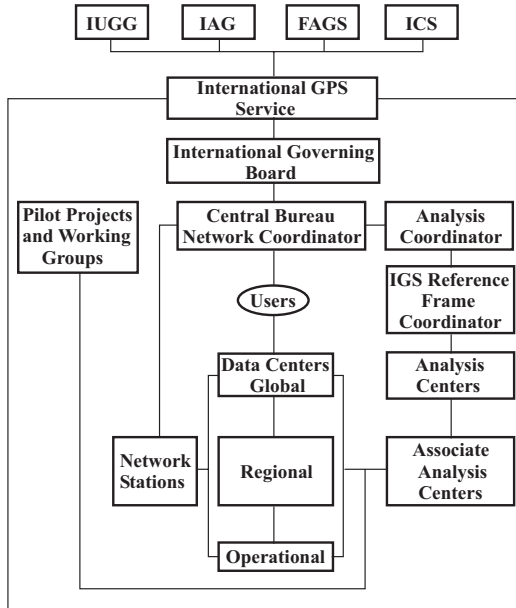 IUGG
IAG
FAGS
ICS
International GPS
Service
International Governing
Board
Pilot Projects
and Working
Groups
Central Bureau
Network Coordinator
Analysis
Coordinator
IGS Reference
Frame
Coordinator
Users
Data Centers
Global
Analysis
Centers
Network
Stations
Regional
Associate
Analysis
Centers
Operational